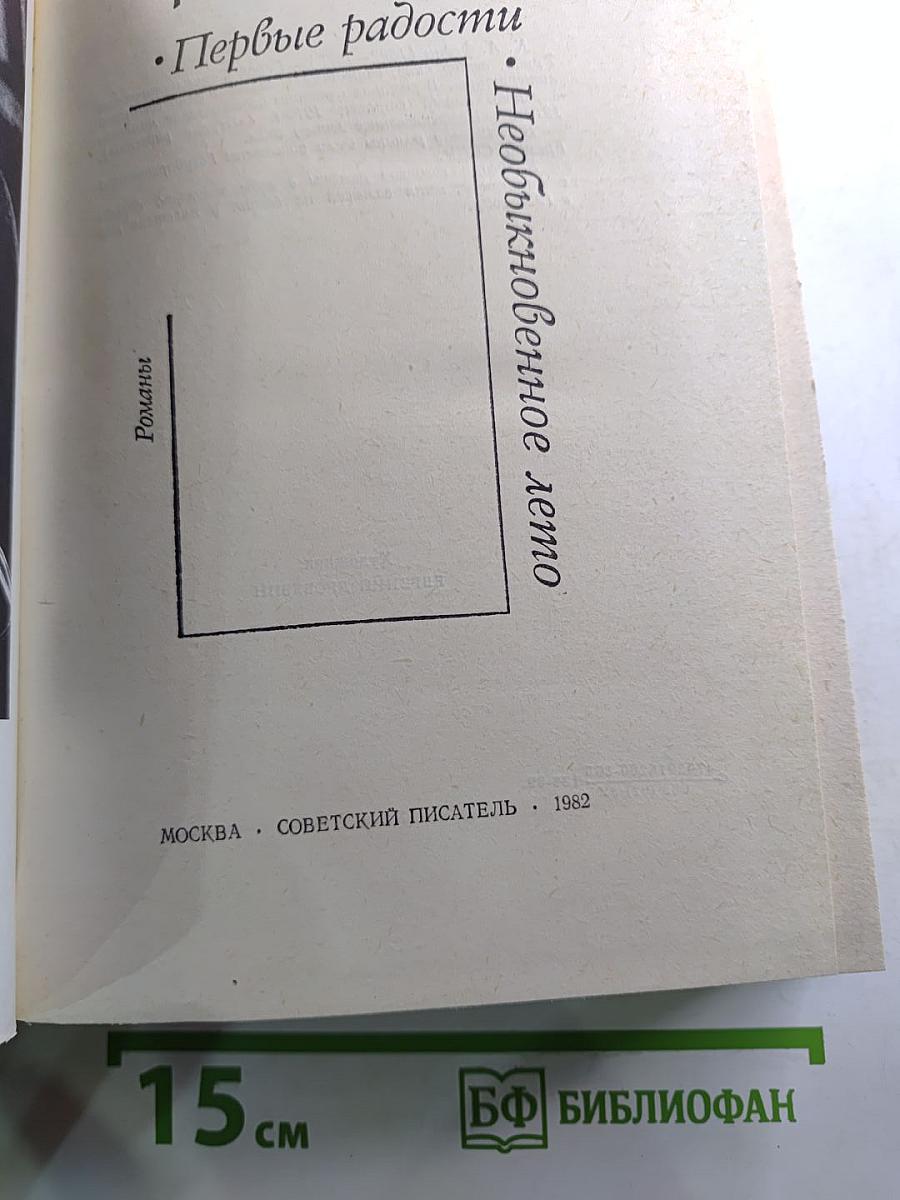 • Первые радости
• Необыкновенное лето
Романы
МОСКВА • СОВЕТСКИЙ ПИСАТЕЛЬ • 1982
15 см
БФ БИБЛИОФАН